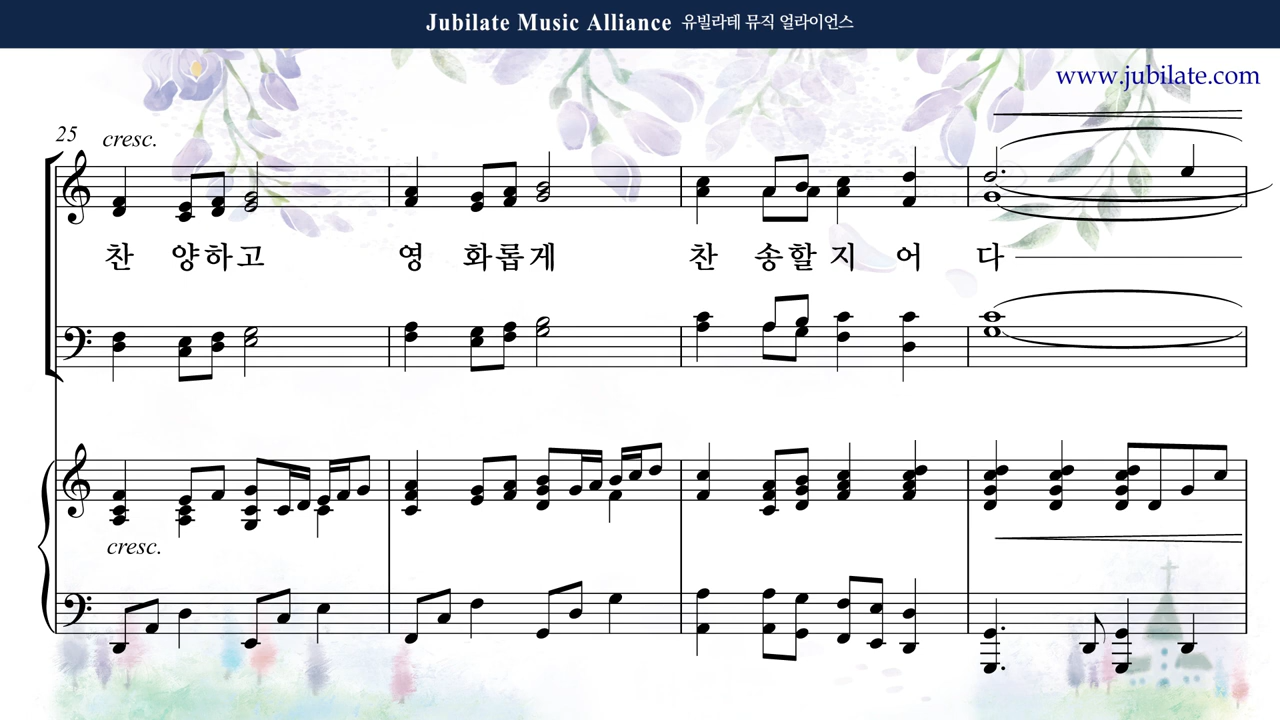 Jubilate Music Alliance 유빌라테 뮤직 얼라이언스
www.jubilate.com
25 cresc.
찬 양하고 영 화롭게 찬 송할 지 어 다
cresc.